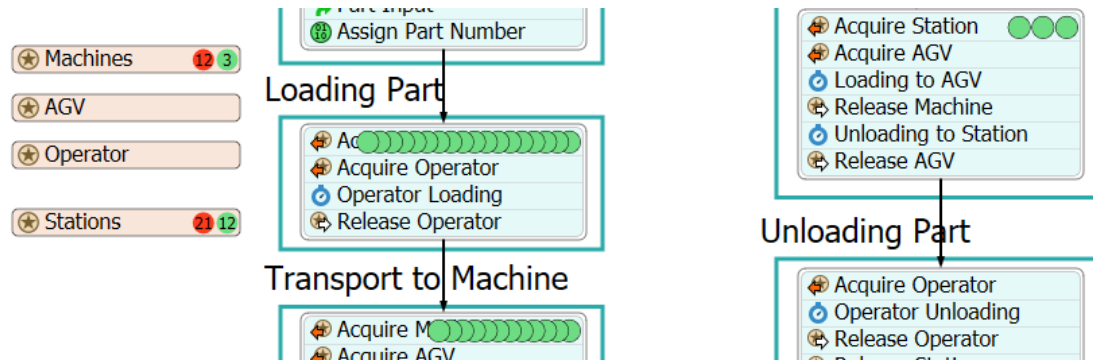 Machines 12 3
AGV
Operator
Stations 21 12
Part Input
Assign Part Number
Loading Part
Acquire Operator
Operator Loading
Release Operator
Transport to Machine
Acquire AGV
Acquire Station
Acquire AGV
Loading to AGV
Release Machine
Unloading to Station
Release AGV
Unloading Part
Acquire Operator
Operator Unloading
Release Operator